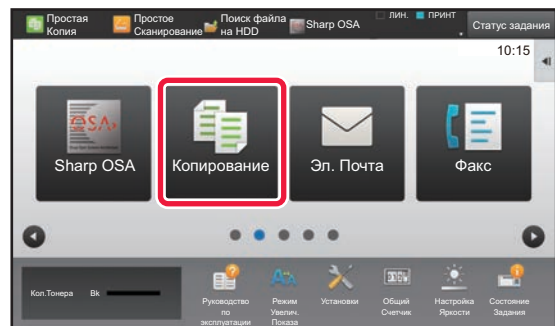 Простая
Копия
Простое
Сканирование
Поиск файла
на HDD
Sharp OSA
ЛИН.
ПРИНТ
Статус задания
10:15
OSA
Sharp OSA
Копирование
Эл. Почта
Факс
Кол.Тонера Bk
Руководство
по
эксплуатации
Режим
Увелич.
Показа
Установки
Общий
Счетчик
Настройка
Яркости
Состояние
Задания